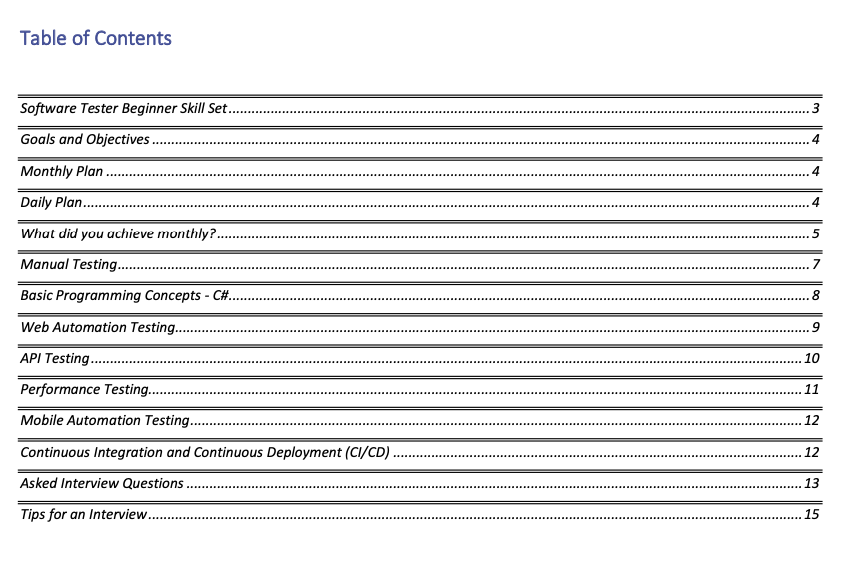 Table of Contents
Software Tester Beginner Skill Set 3
Goals and Objectives 4
Monthly Plan 4
Daily Plan 4
What did you achieve monthly? 5
Manual Testing 7
Basic Programming Concepts - C# 8
Web Automation Testing 9
API Testing 10
Performance Testing 11
Mobile Automation Testing 12
Continuous Integration and Continuous Deployment (CI/CD) 12
Asked Interview Questions 13
Tips for an Interview 15